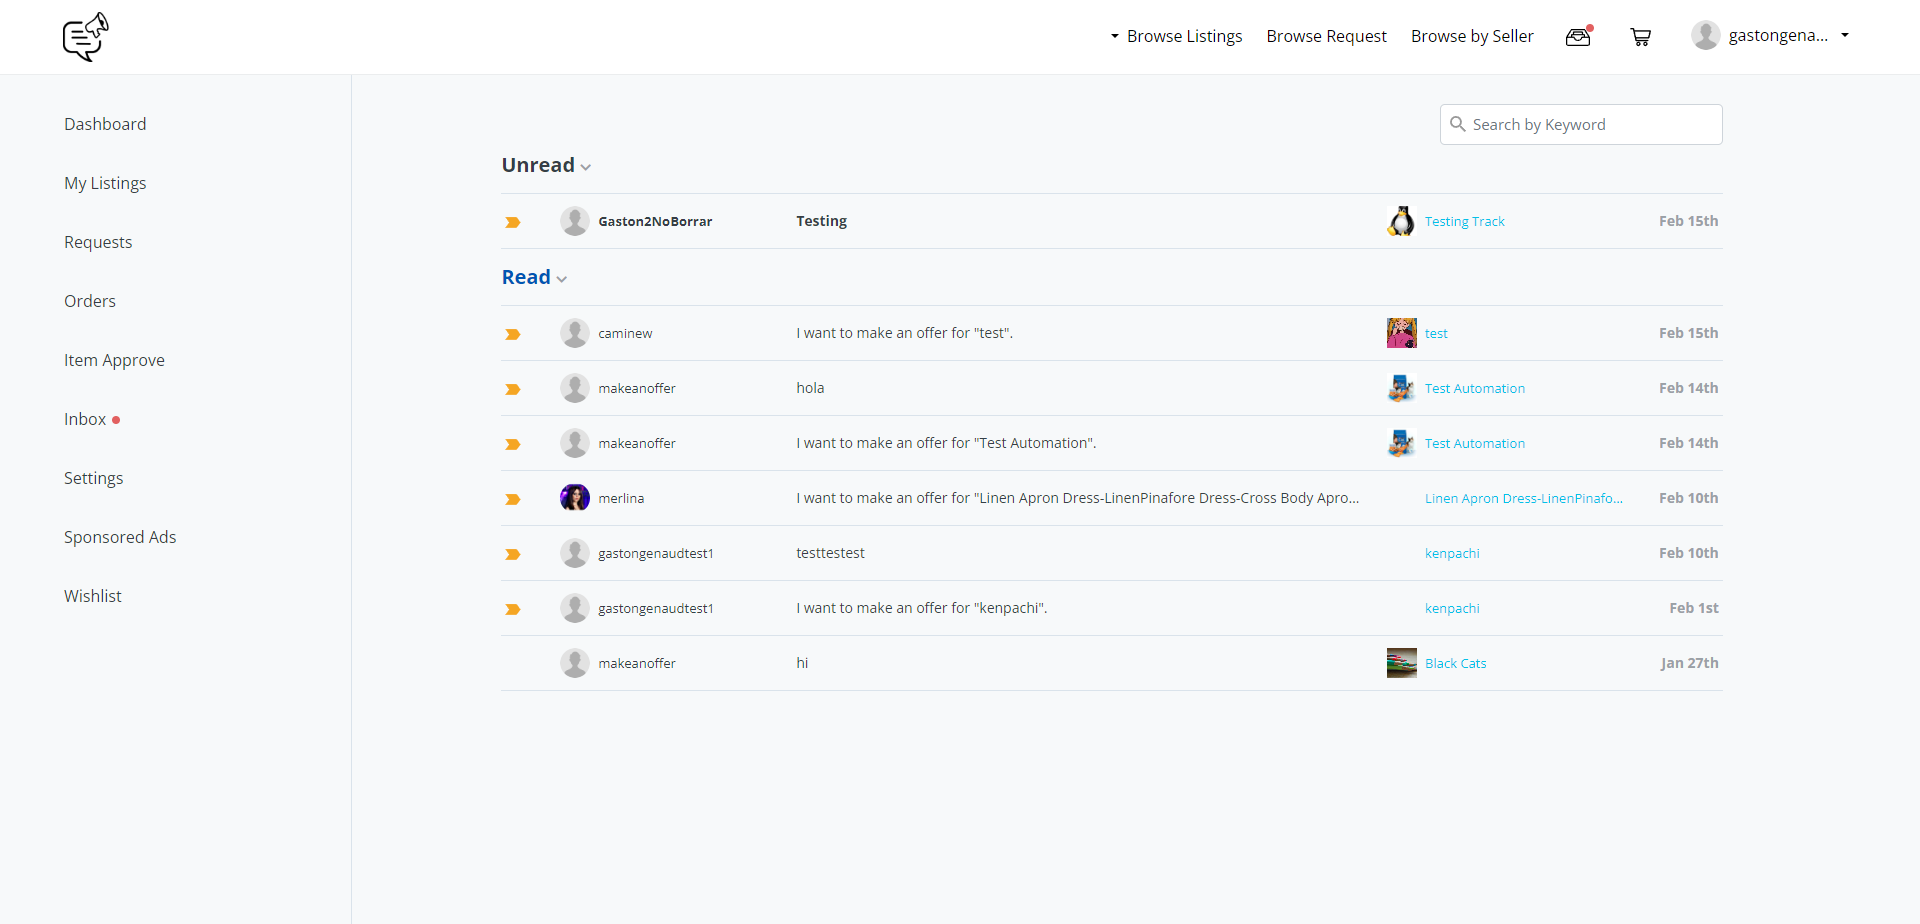 Browse Listings Browse Request Browse by Seller gastongena...
Dashboard
My Listings
Requests
Orders
Item Approve
Inbox
Settings
Sponsored Ads
Wishlist
Search by Keyword
Unread
Gaston2NoBorrar Testing Testing Track Feb 15th
Read
caminew I want to make an offer for "test". test Feb 15th
makeanoffer hola Test Automation Feb 14th
makeanoffer I want to make an offer for "Test Automation". Test Automation Feb 14th
merlina I want to make an offer for "Linen Apron Dress-LinenPinafore Dress-Cross Body Apro... Linen Apron Dress-LinenPinafo... Feb 10th
gastongenaudtest1 testtestest kenpachi Feb 10th
gastongenaudtest1 I want to make an offer for "kenpachi". kenpachi Feb 1st
makeanoffer hi Black Cats Jan 27th